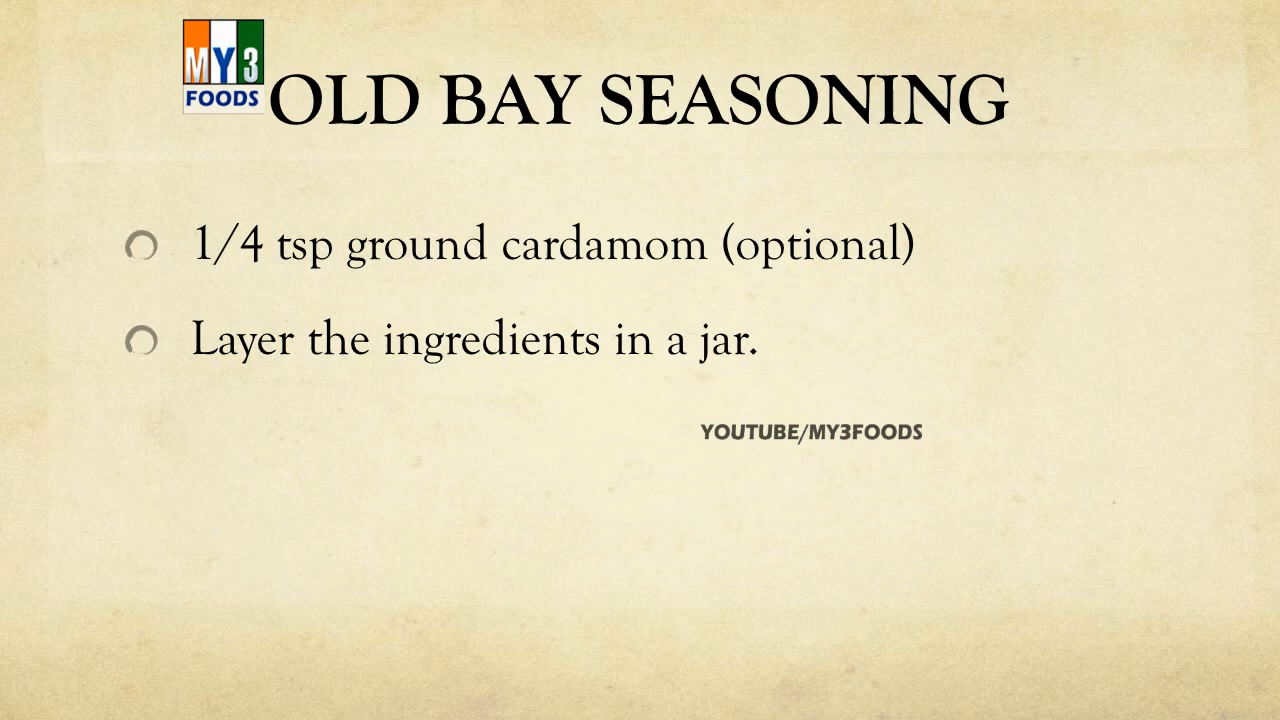 MY3
FOODS
OLD BAY SEASONING
1/4 tsp ground cardamom (optional)
Layer the ingredients in a jar.
YOUTUBE/MY3FOODS